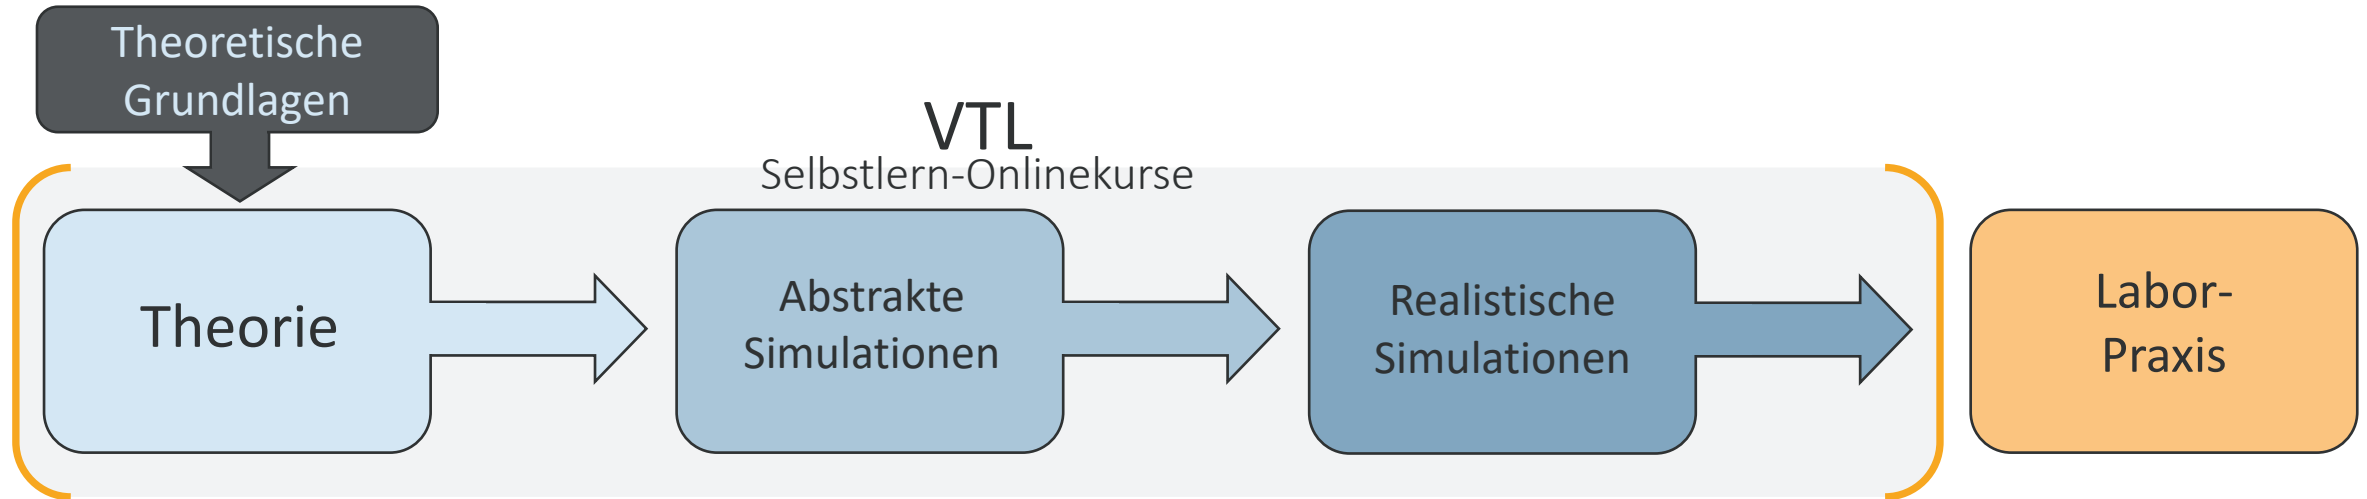 Theoretische
Grundlagen
VTL
Selbstlern-Onlinekurse
Theorie
Abstrakte
Simulationen
Realistische
Simulationen
Labor-
Praxis